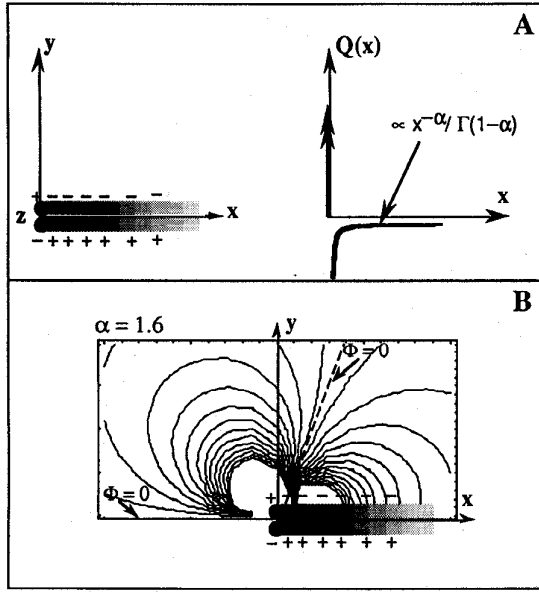 A
y
Q(x)
∝ x^-α / Γ(1-α)
+ - - - - - -
z
x
x
- + + + + + +
B
α = 1.6
y
Φ=0
Φ=0
+ - - - - -
x
- + + + + + +